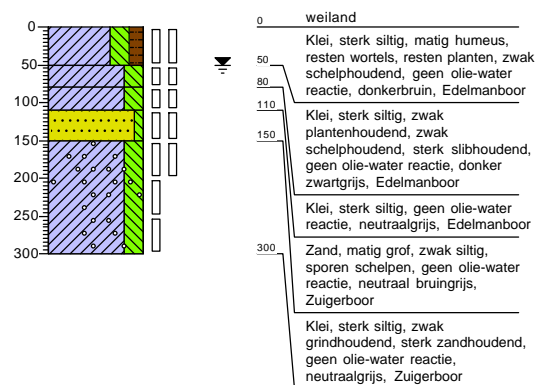 0
50
100
150
200
250
300
0
50
80
110
150
300
weiland
Klei, sterk siltig, matig humeus,
resten wortels, resten planten, zwak
schelphoudend, geen olie-water
reactie, donkerbruin, Edelmanboor
Klei, sterk siltig, zwak
plantenhoudend, zwak
schelphoudend, sterk slibhoudend,
geen olie-water reactie, donker
zwartgrijs, Edelmanboor
Klei, sterk siltig, geen olie-water
reactie, neutraalgrijs, Edelmanboor
Zand, matig grof, zwak siltig,
sporen schelpen, geen olie-water
reactie, neutraal bruingrijs,
Zuigerboor
Klei, sterk siltig, zwak
grindhoudend, sterk zandhoudend,
geen olie-water reactie,
neutraalgrijs, Zuigerboor